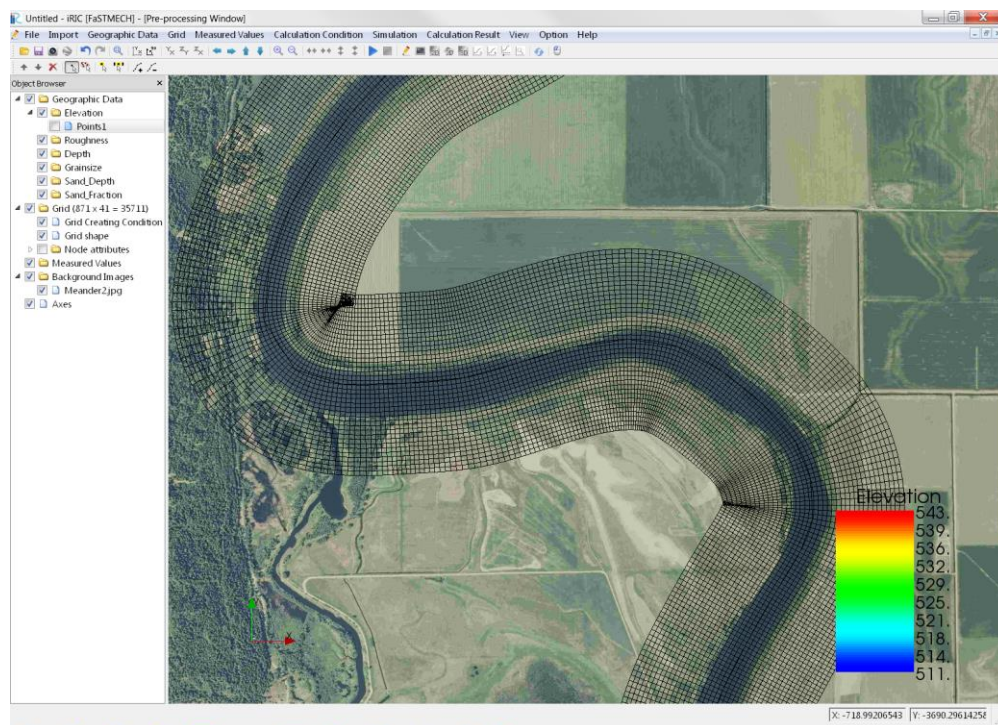 Untitled - iRIC [FaSTMECH] - [Pre-processing Window]
File Import Geographic Data Grid Measured Values Calculation Condition Simulation Calculation Result View Option Help
Object Browser
Geographic Data
Elevation
Points1
Roughness
Depth
Grainsize
Sand_Depth
Sand_Fraction
Grid (871 x 41 = 35711)
Grid Creating Condition
Grid shape
Node attributes
Measured Values
Background Images
Meander2.jpg
Axes
Elevation
543.
539.
536.
532.
529.
525.
521.
518.
514.
511.
X
X: -718.99206543 Y: -3690.29614258